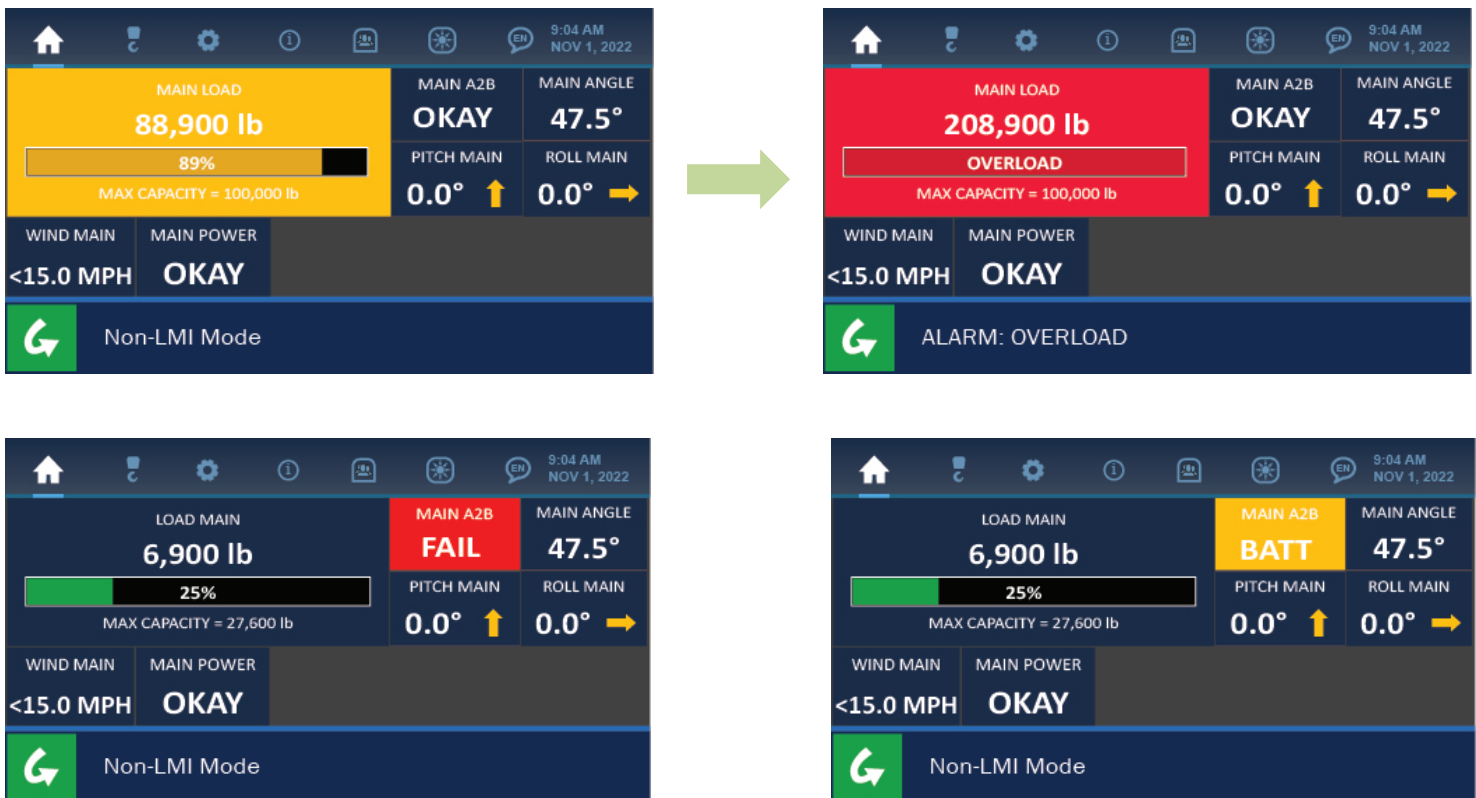 EN
9:04 AM
NOV 1, 2022
MAIN LOAD
88,900 lb
89%
MAX CAPACITY = 100,000 lb
MAIN A2B
OKAY
MAIN ANGLE
47.5°
PITCH MAIN
0.0°
ROLL MAIN
0.0°
WIND MAIN
<15.0 MPH
MAIN POWER
OKAY
Non-LMI Mode
EN
9:04 AM
NOV 1, 2022
MAIN LOAD
208,900 lb
OVERLOAD
MAX CAPACITY = 100,000 lb
MAIN A2B
OKAY
MAIN ANGLE
47.5°
PITCH MAIN
0.0°
ROLL MAIN
0.0°
WIND MAIN
<15.0 MPH
MAIN POWER
OKAY
ALARM: OVERLOAD
EN
9:04 AM
NOV 1, 2022
LOAD MAIN
6,900 lb
25%
MAX CAPACITY = 27,600 lb
MAIN A2B
FAIL
MAIN ANGLE
47.5°
PITCH MAIN
0.0°
ROLL MAIN
0.0°
WIND MAIN
<15.0 MPH
MAIN POWER
OKAY
Non-LMI Mode
EN
9:04 AM
NOV 1, 2022
LOAD MAIN
6,900 lb
25%
MAX CAPACITY = 27,600 lb
MAIN A2B
BATT
MAIN ANGLE
47.5°
PITCH MAIN
0.0°
ROLL MAIN
0.0°
WIND MAIN
<15.0 MPH
MAIN POWER
OKAY
Non-LMI Mode